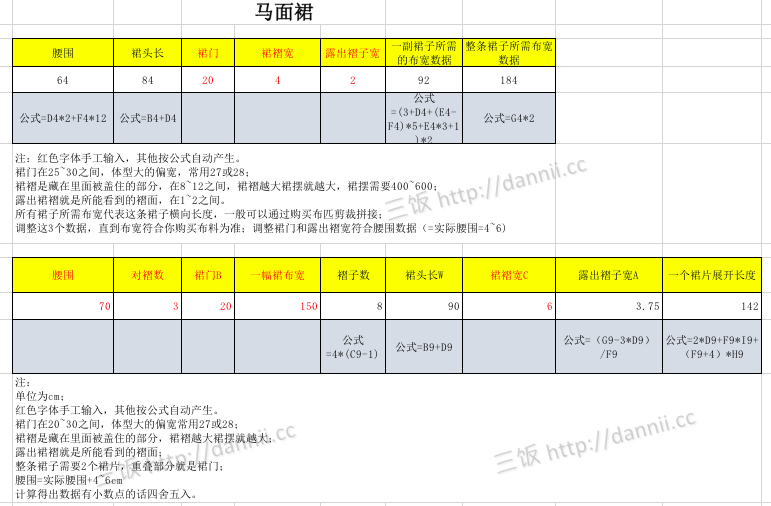 马面裙
腰围 裙头长 裙门 裙褶宽 露出褶子宽 一副裙子所需的布宽数据 整条裙子所需布宽数据
64 84 20 4 2 92 184
公式=D4*2+F4*12 公式=B4+D4 公式=(3+D4+(E4-F4)*5+E4*3+1)*2 公式=G4*2
注：红色字体手工输入，其他按公式自动产生。
裙门在25~30之间，体型大的偏宽，常用27或28；
裙褶是藏在里面被盖住的部分，在8~12之间，裙褶越大裙摆就越大，裙摆需要400~600；
露出裙褶就是所能看到的褶面，在1~2之间。
所有裙子所需布宽代表这条裙子横向长度，一般可以通过购买布匹剪裁拼接；
调整这3个数据，直到布宽符合你购买布料为准；调整裙门和露出褶宽符合腰围数据（=实际腰围=4~6）
三饭 http://dannii.cc
腰围 对褶数 裙门B 一幅裙布宽 褶子数 裙头长W 裙褶宽C 露出褶子宽A 一个裙片展开长度
70 3 20 150 8 90 6 3.75 142
公式=4*(C9-1) 公式=B9+D9 公式=（G9-3*D9）/F9 公式=2*D9+F9*I9+（F9+4）*H9
注：
单位为cm；
红色字体手工输入，其他按公式自动产生。
裙门在20~30之间，体型大的偏宽常用27或28；
裙褶是藏在里面被盖住的部分，裙褶越大裙摆就越大；
露出裙褶就是所能看到的褶面；
整条裙子需要2个裙片，重叠部分就是裙门；
腰围=实际腰围+4~6cm
计算得出数据有小数点的话四舍五入。
三饭 http://dannii.cc
三饭 http://dannii.cc